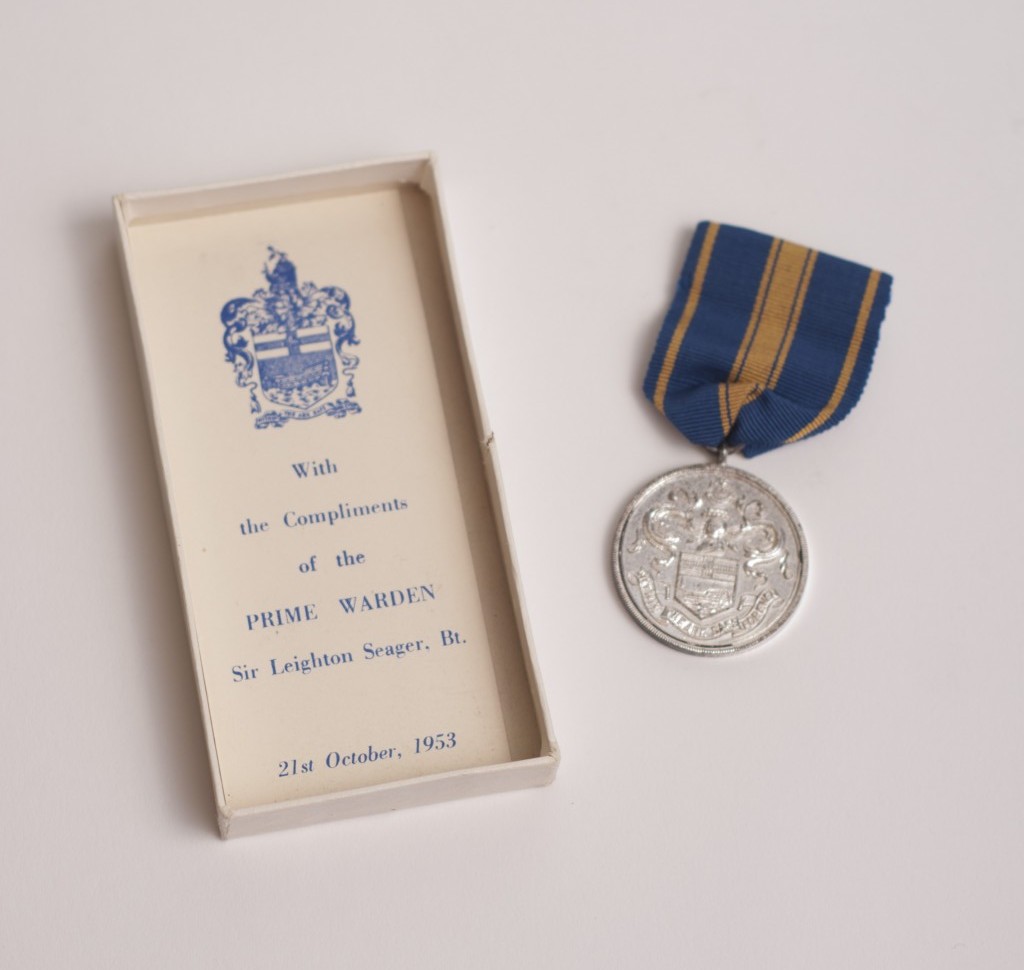 With
the Compliments
of the
PRIME WARDEN
Sir Leighton Seager, Bt.
21st October, 1953